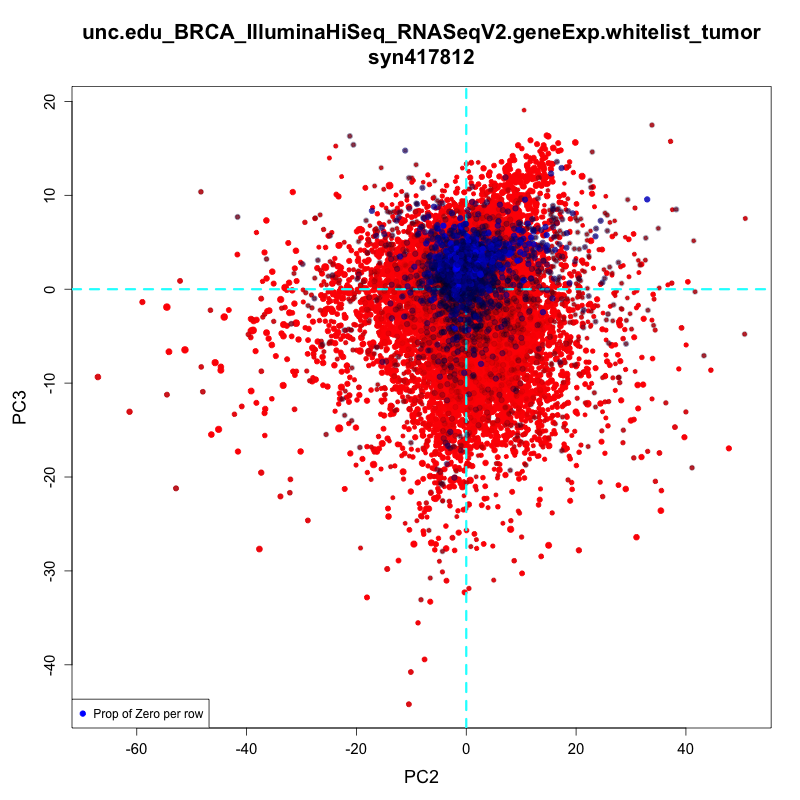 unc.edu_BRCA_IlluminaHiSeq_RNASeqV2.geneExp.whitelist_tumor
syn417812
20
10
0
-10
-20
-30
-40
PC3
Prop of Zero per row
-60
-40
-20
0
20
40
PC2